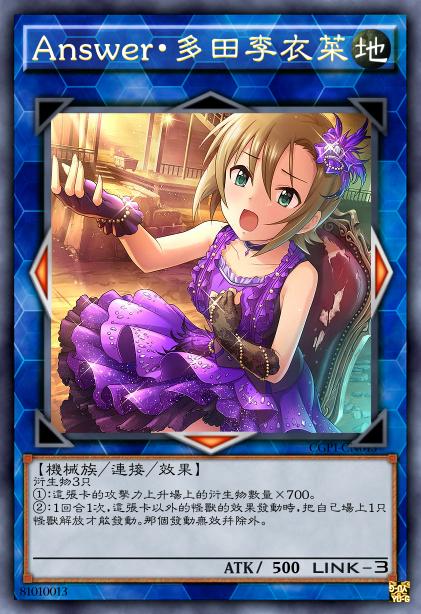 Answer・多田李衣菜 地
CGPI-CN013
【機械族／連接／效果】
衍生物3只
①：這張卡的攻擊力上升場上的衍生物數量×700。
②：1回合1次，這張卡以外的怪獸的效果發動時，把自己場上1只
怪獸解放才能發動。那個發動無效并除外。
ATK/ 500 LINK-3
81010013